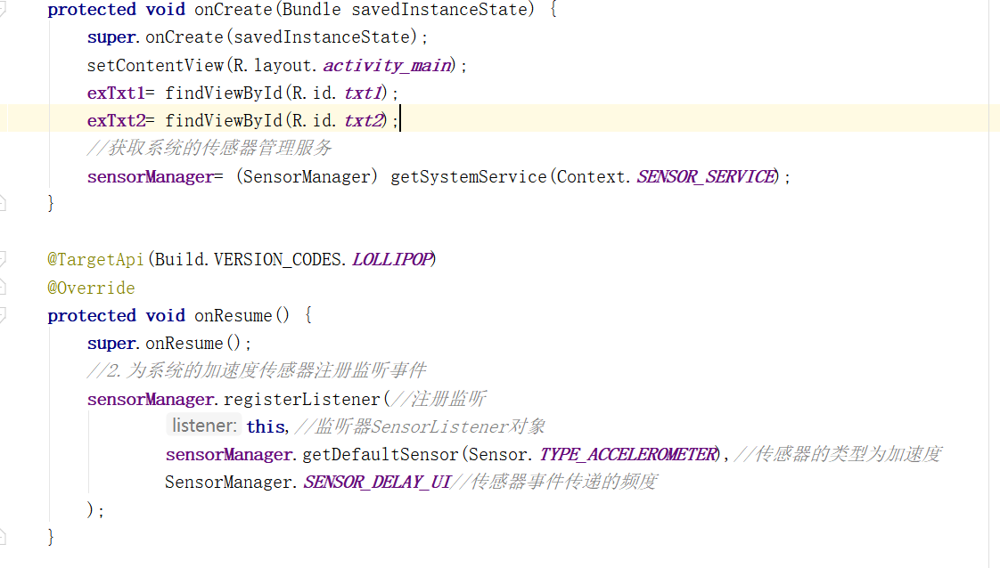 protected void onCreate(Bundle savedInstanceState) {
super.onCreate(savedInstanceState);
setContentView(R.layout.activity_main);
exTxt1= findViewById(R.id.txt1);
exTxt2= findViewById(R.id.txt2);
//获取系统的传感器管理服务
sensorManager= (SensorManager) getSystemService(Context.SENSOR_SERVICE);
}
@TargetApi(Build.VERSION_CODES.LOLLIPOP)
@Override
protected void onResume() {
super.onResume();
//2.为系统的加速度传感器注册监听事件
sensorManager.registerListener(//注册监听
listener: this,//监听器SensorListener对象
sensorManager.getDefaultSensor(Sensor.TYPE_ACCELEROMETER),//传感器的类型为加速度
SensorManager.SENSOR_DELAY_UI//传感器事件传递的频度
);
}